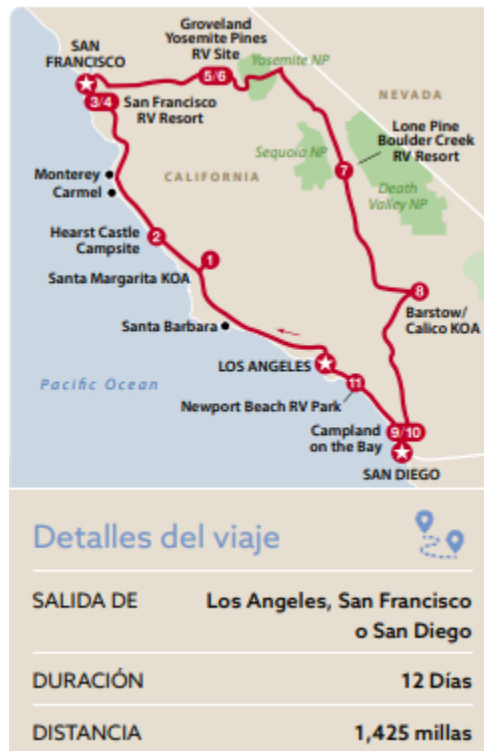 Groveland
Yosemite Pines
RV Site
SAN
FRANCISCO
5/6
Yosemite NP
3/4
San Francisco
RV Resort
NEVADA
Lone Pine
Boulder Creek
RV Resort
Sequoia NP
7
Monterey
Carmel
CALIFORNIA
Death
Valley NP
Hearst Castle
Campsite
2
1
Santa Margarita KOA
8
Barstow/
Calico KOA
Santa Barbara
LOS ANGELES
Pacific Ocean
11
Newport Beach RV Park
Campland
on the Bay
9/10
SAN DIEGO
Detalles del viaje
SALIDA DE
Los Angeles, San Francisco
o San Diego
DURACIÓN
12 Días
DISTANCIA
1,425 millas